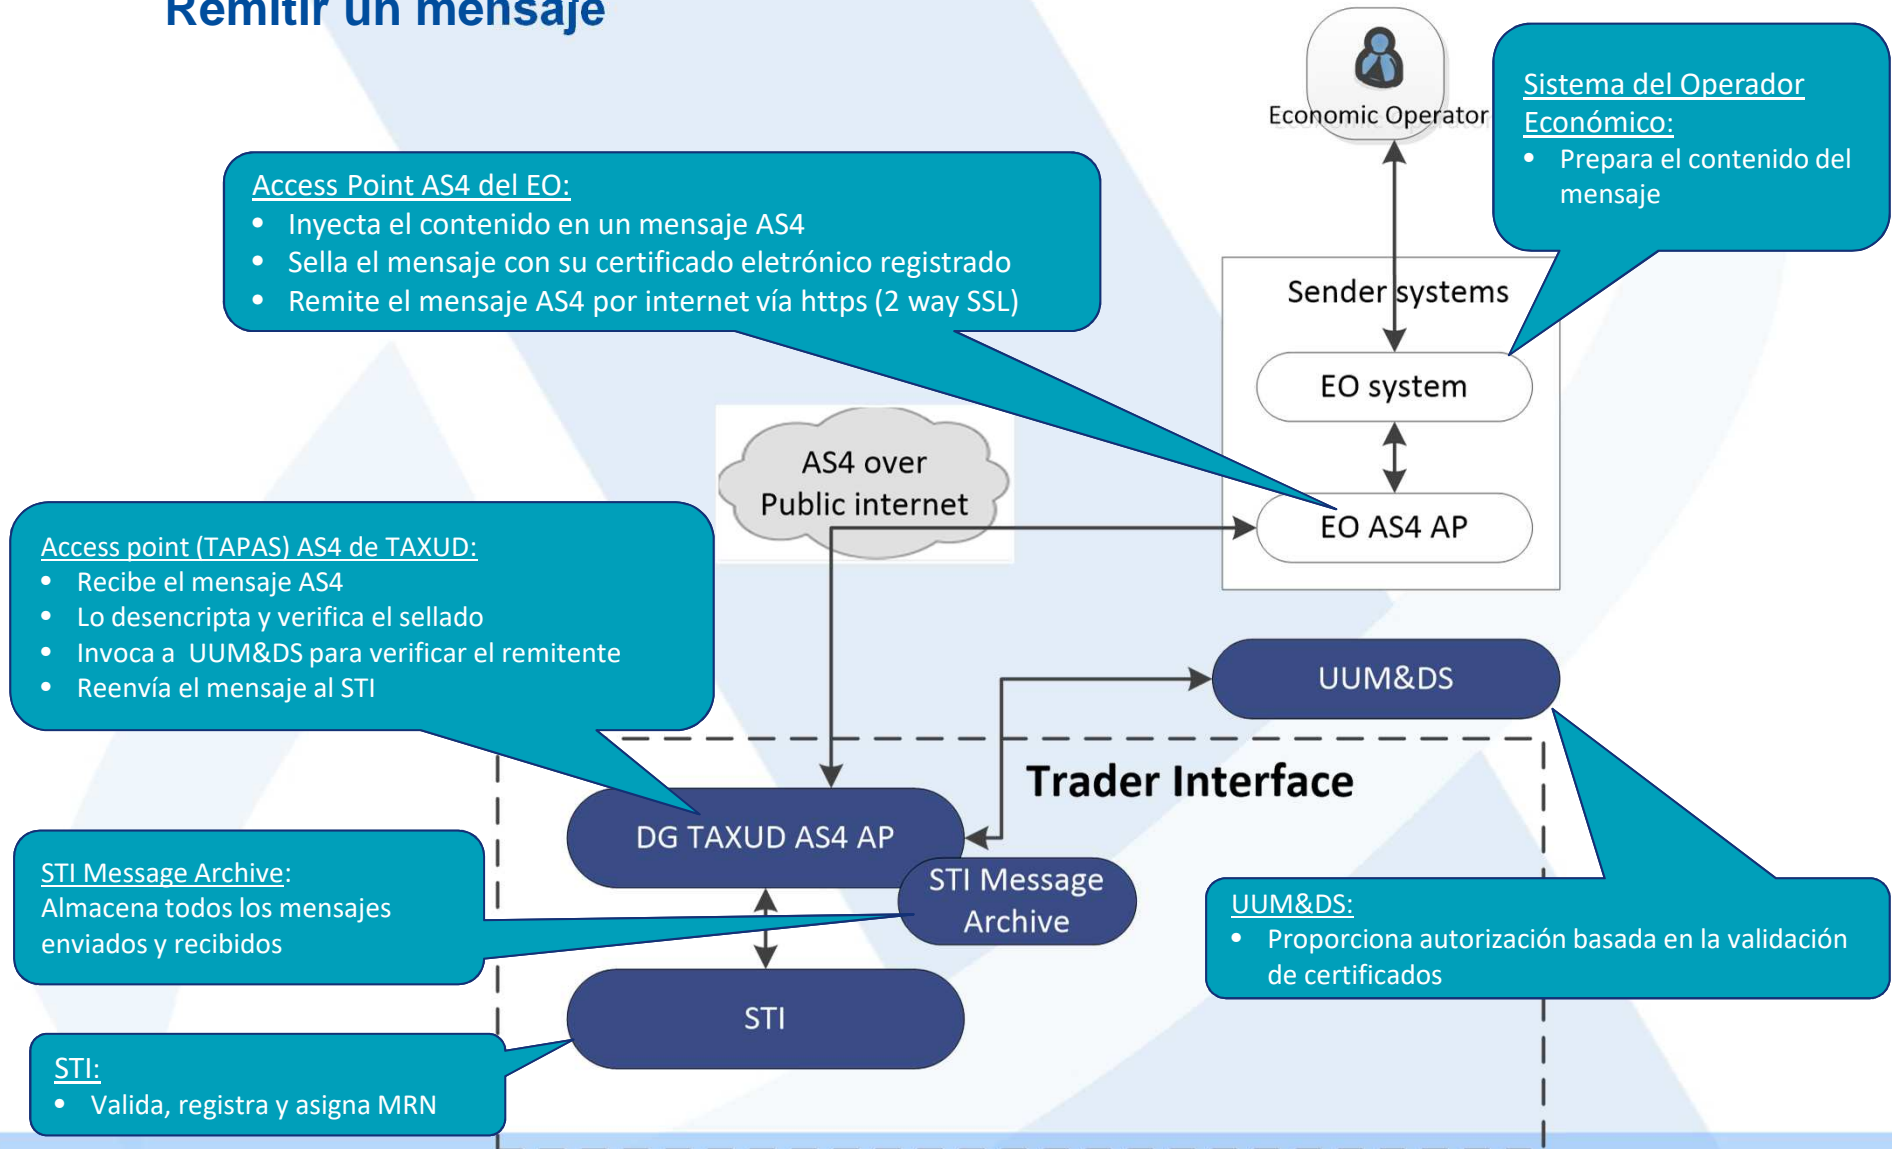 Remitir un mensaje
Economic Operator
Sistema del Operador
Económico:
• Prepara el contenido del
mensaje
Access Point AS4 del EO:
• Inyecta el contenido en un mensaje AS4
• Sella el mensaje con su certificado eletrónico registrado
• Remite el mensaje AS4 por internet vía https (2 way SSL)
Sender systems
EO system
EO AS4 AP
AS4 over
Public internet
Access point (TAPAS) AS4 de TAXUD:
• Recibe el mensaje AS4
• Lo desencripta y verifica el sellado
• Invoca a UUM&DS para verificar el remitente
• Reenvía el mensaje al STI
UUM&DS
Trader Interface
DG TAXUD AS4 AP
STI Message
Archive
STI Message Archive:
Almacena todos los mensajes
enviados y recibidos
UUM&DS:
• Proporciona autorización basada en la validación
de certificados
STI
STI:
• Valida, registra y asigna MRN